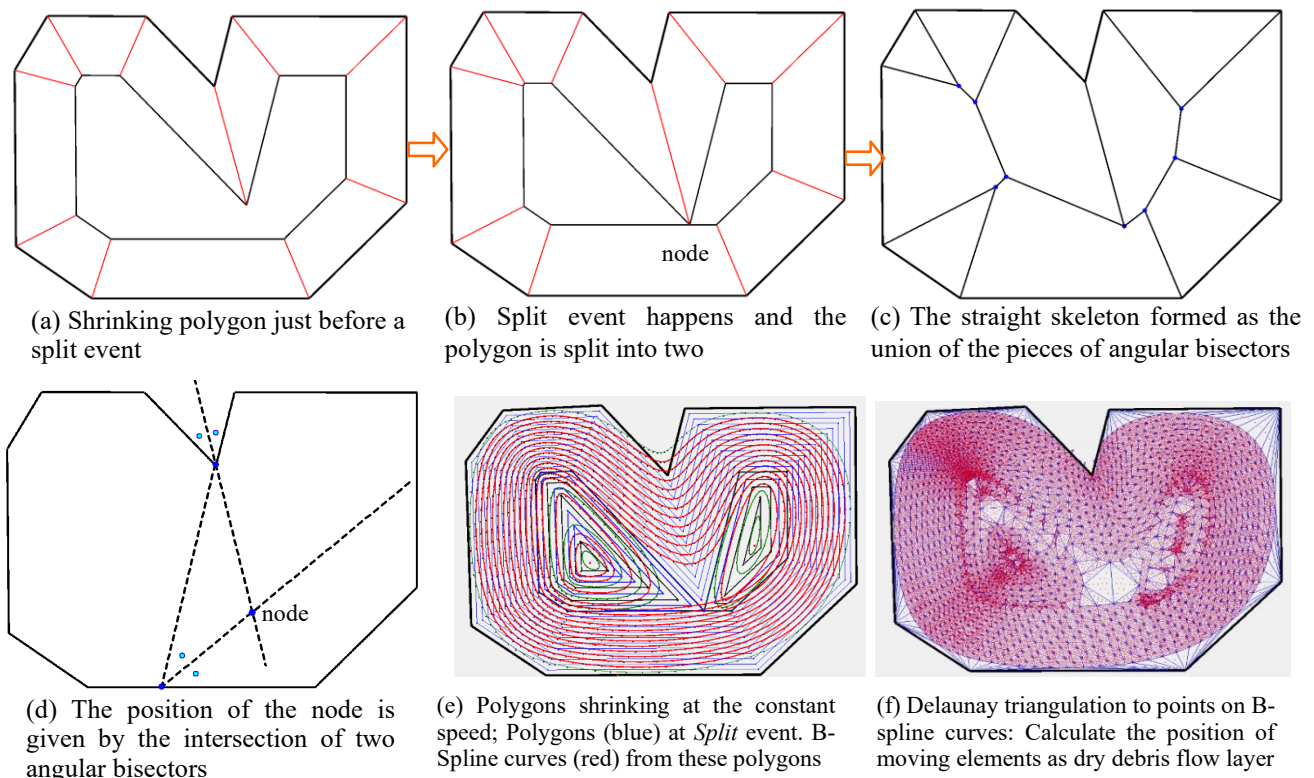 node
(a) Shrinking polygon just before a
split event
(b) Split event happens and the
polygon is split into two
(c) The straight skeleton formed as the
union of the pieces of angular bisectors
node
(d) The position of the node is
given by the intersection of two
angular bisectors
(e) Polygons shrinking at the constant
speed; Polygons (blue) at Split event. B-
Spline curves (red) from these polygons
(f) Delaunay triangulation to points on B-
spline curves: Calculate the position of
moving elements as dry debris flow layer